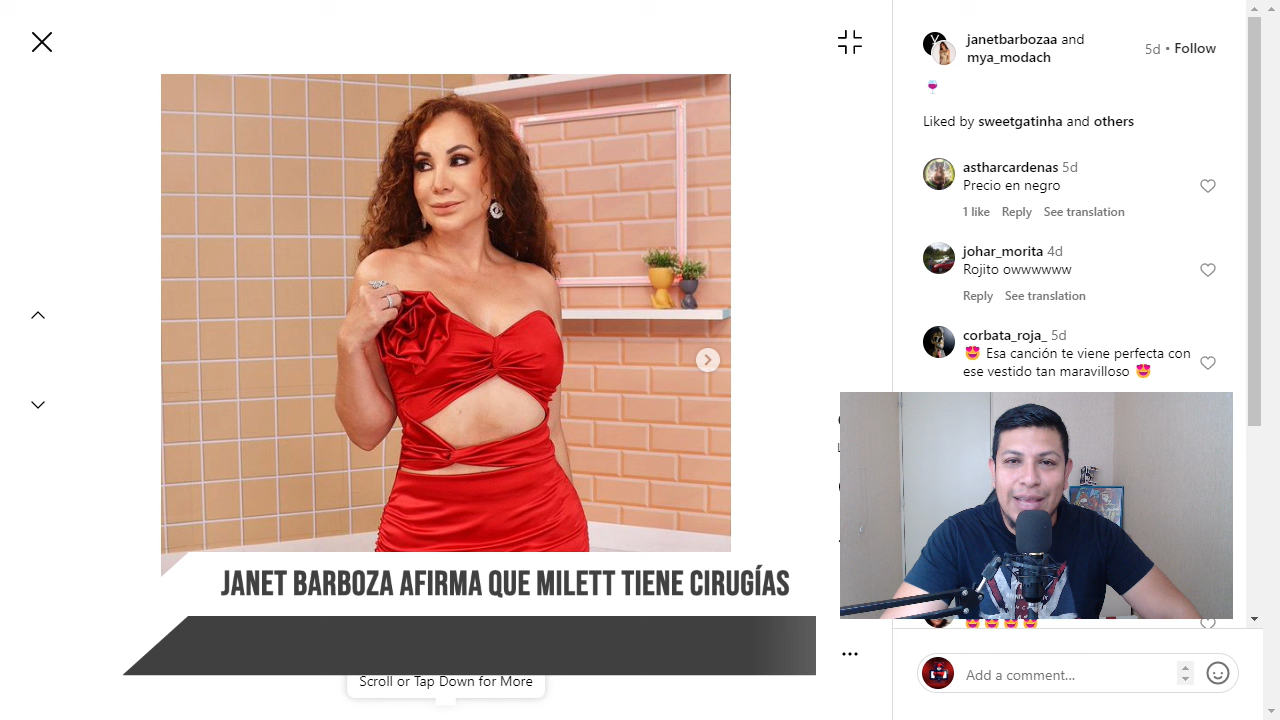 janetbarbozaa and
mya_modach
5d • Follow
🍷
Liked by sweetgatinha and others
astharcardenas 5d
Precio en negro
1 like Reply See translation
johar_morita 4d
Rojito owwwwww
Reply See translation
corbata_roja_ 5d
😍 Esa canción te viene perfecta con
ese vestido tan maravilloso 😍
JANET BARBOZA AFIRMA QUE MILETT TIENE CIRUGÍAS
😍😍😍😍
Scroll or Tap Down for More
Add a comment...